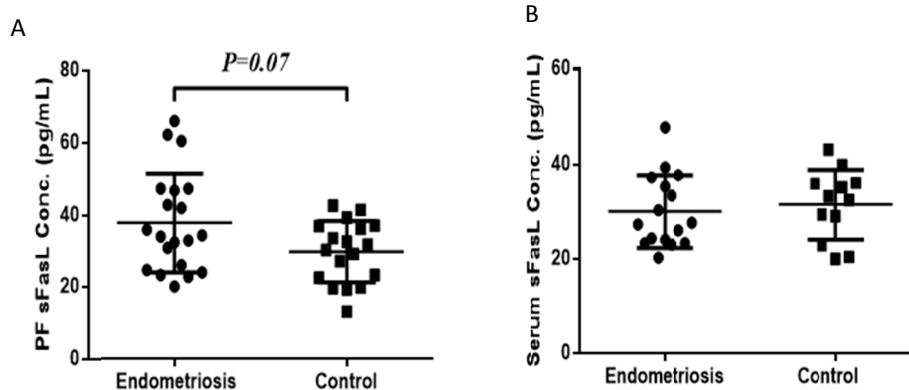 A
PF sFasL Conc. (pg/mL)
80
60
40
20
0
P=0.07
Endometriosis
Control
B
Serum sFasL Conc. (pg/mL)
60
40
20
0
Endometriosis
Control